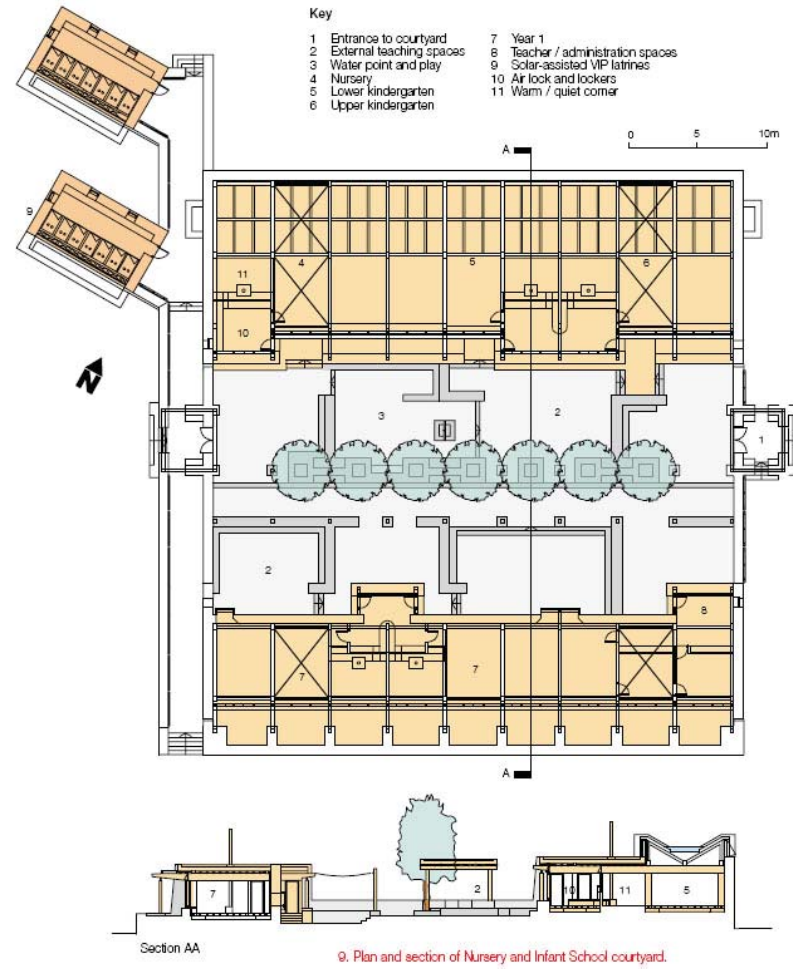 Key
1 Entrance to courtyard
2 External teaching spaces
3 Water point and play
4 Nursery
5 Lower kindergarten
6 Upper kindergarten
7 Year 1
8 Teacher / administration spaces
9 Solar-assisted VIP latrines
10 Air lock and lockers
11 Warm / quiet corner
A
0 5 10m
9
4 5 6
11
10
N
3 2
1
2
8
7 7
A
2
7 10 11 5
Section AA
9. Plan and section of Nursery and Infant School courtyard.